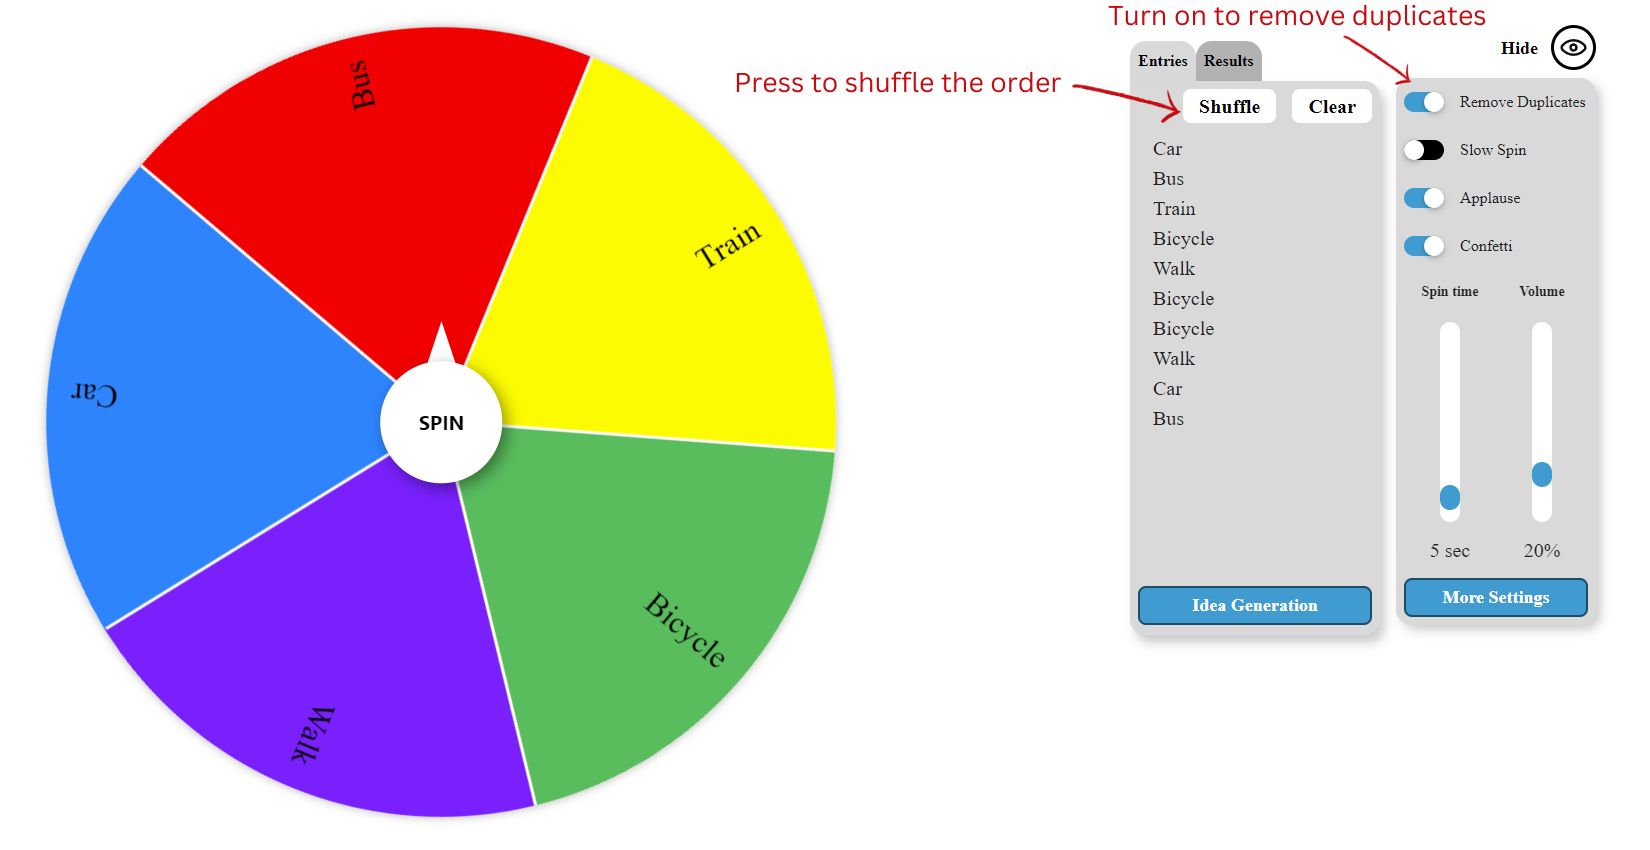 Turn on to remove duplicates
Hide
Press to shuffle the order
Entries
Results
Shuffle
Clear
Car
Bus
Train
Bicycle
Walk
Bicycle
Bicycle
Walk
Car
Bus
Idea Generation
Remove Duplicates
Slow Spin
Applause
Confetti
Spin time
Volume
5 sec
20%
More Settings
Bus
Train
Car
SPIN
Bicycle
Walk